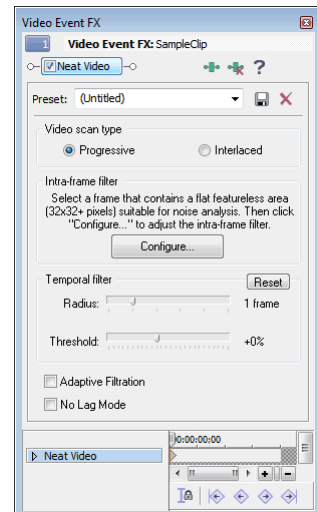 Video Event FX
1 Video Event FX: SampleClip
Neat Video
?
Preset: (Untitled)
Video scan type
Progressive Interlaced
Intra-frame filter
Select a frame that contains a flat featureless area
(32x32+ pixels) suitable for noise analysis. Then click
"Configure..." to adjust the intra-frame filter.
Configure...
Temporal filter Reset
Radius: 1 frame
Threshold: +0%
Adaptive Filtration
No Lag Mode
0:00:00;00
Neat Video